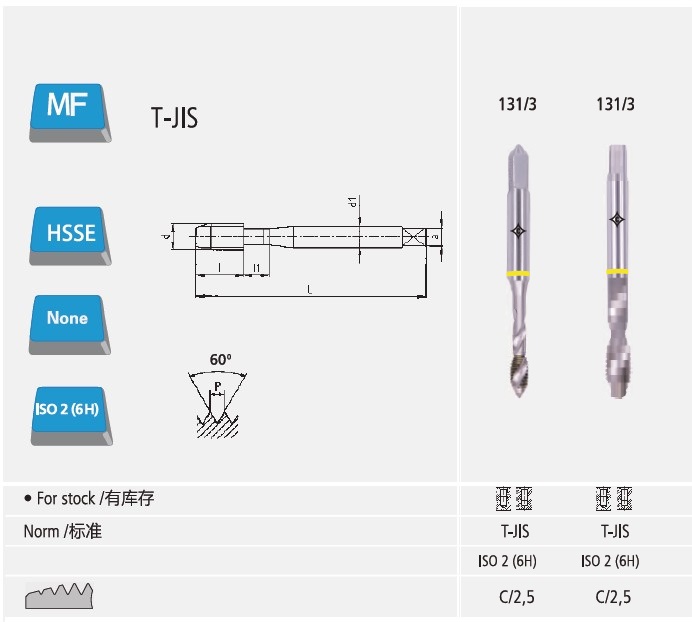 MF
T-JIS
131/3 131/3
HSSE
d d1 a
l l1
L
None
60°
P
ISO 2 (6H)
• For stock /有库存
Norm /标准 T-JIS T-JIS
ISO 2 (6H) ISO 2 (6H)
C/2,5 C/2,5